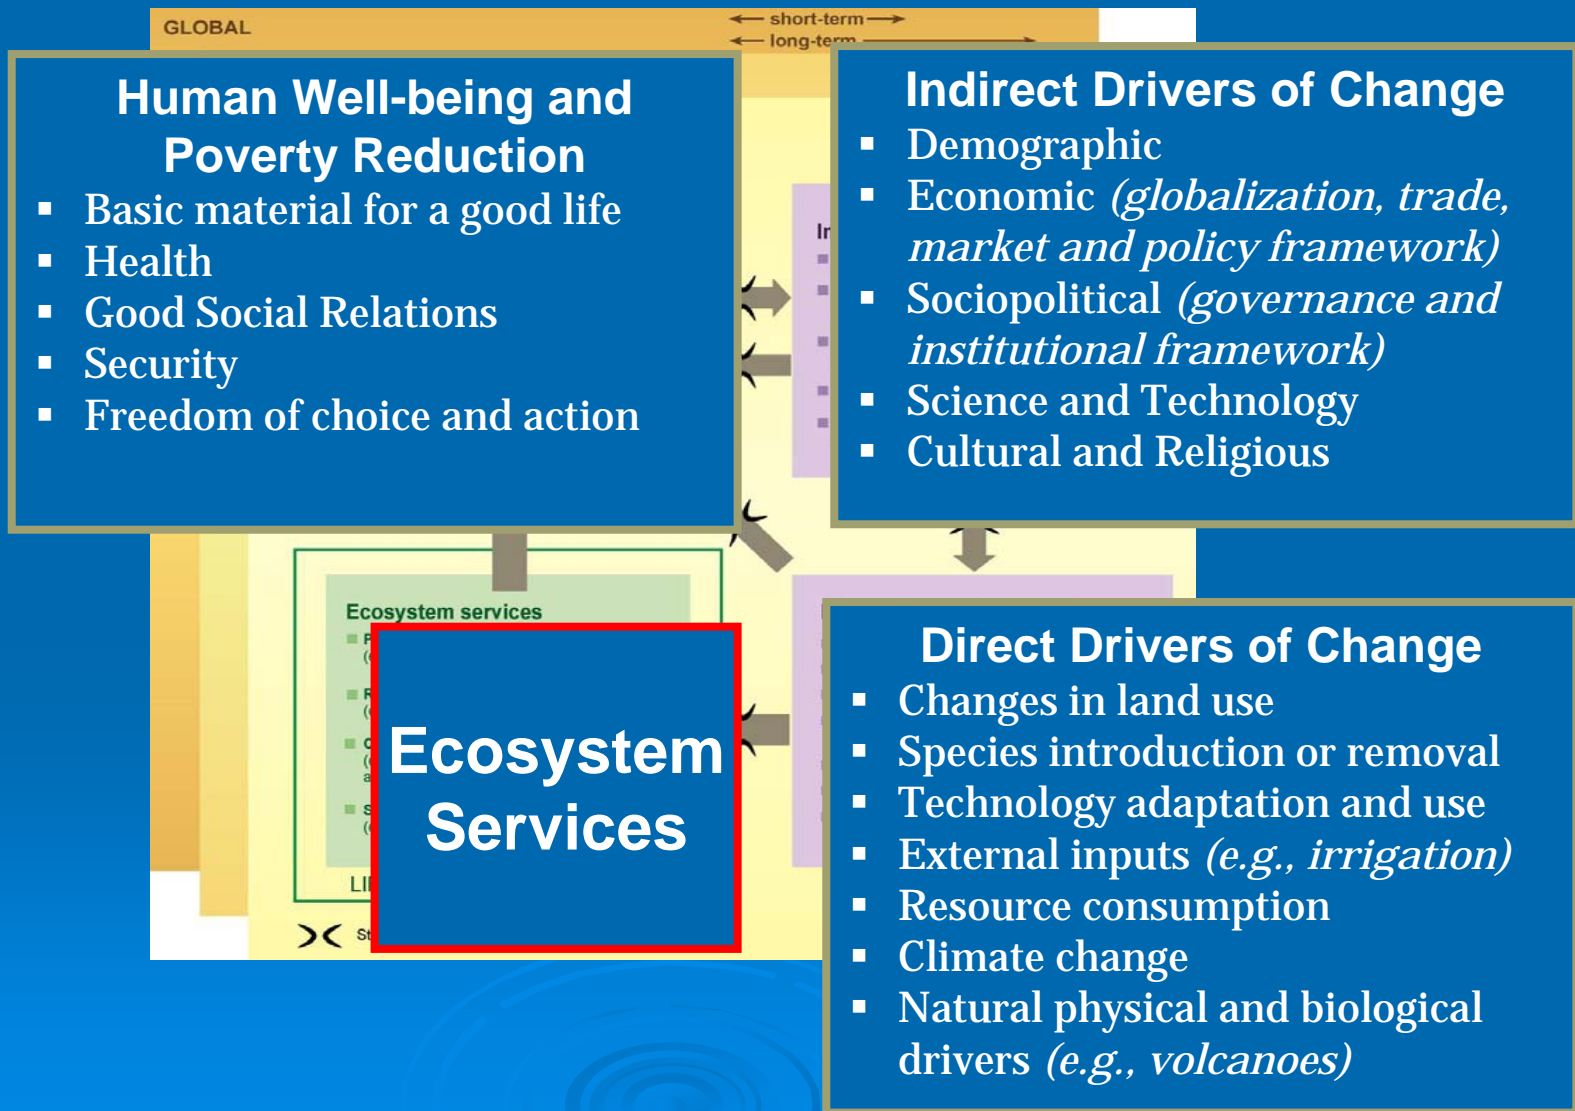 GLOBAL
short-term
long-term
Human Well-being and
Poverty Reduction
▪ Basic material for a good life
▪ Health
▪ Good Social Relations
▪ Security
▪ Freedom of choice and action
Indirect Drivers of Change
▪ Demographic
▪ Economic (globalization, trade,
market and policy framework)
▪ Sociopolitical (governance and
institutional framework)
▪ Science and Technology
▪ Cultural and Religious
Ecosystem services
Ecosystem
Services
Direct Drivers of Change
▪ Changes in land use
▪ Species introduction or removal
▪ Technology adaptation and use
▪ External inputs (e.g., irrigation)
▪ Resource consumption
▪ Climate change
▪ Natural physical and biological
drivers (e.g., volcanoes)